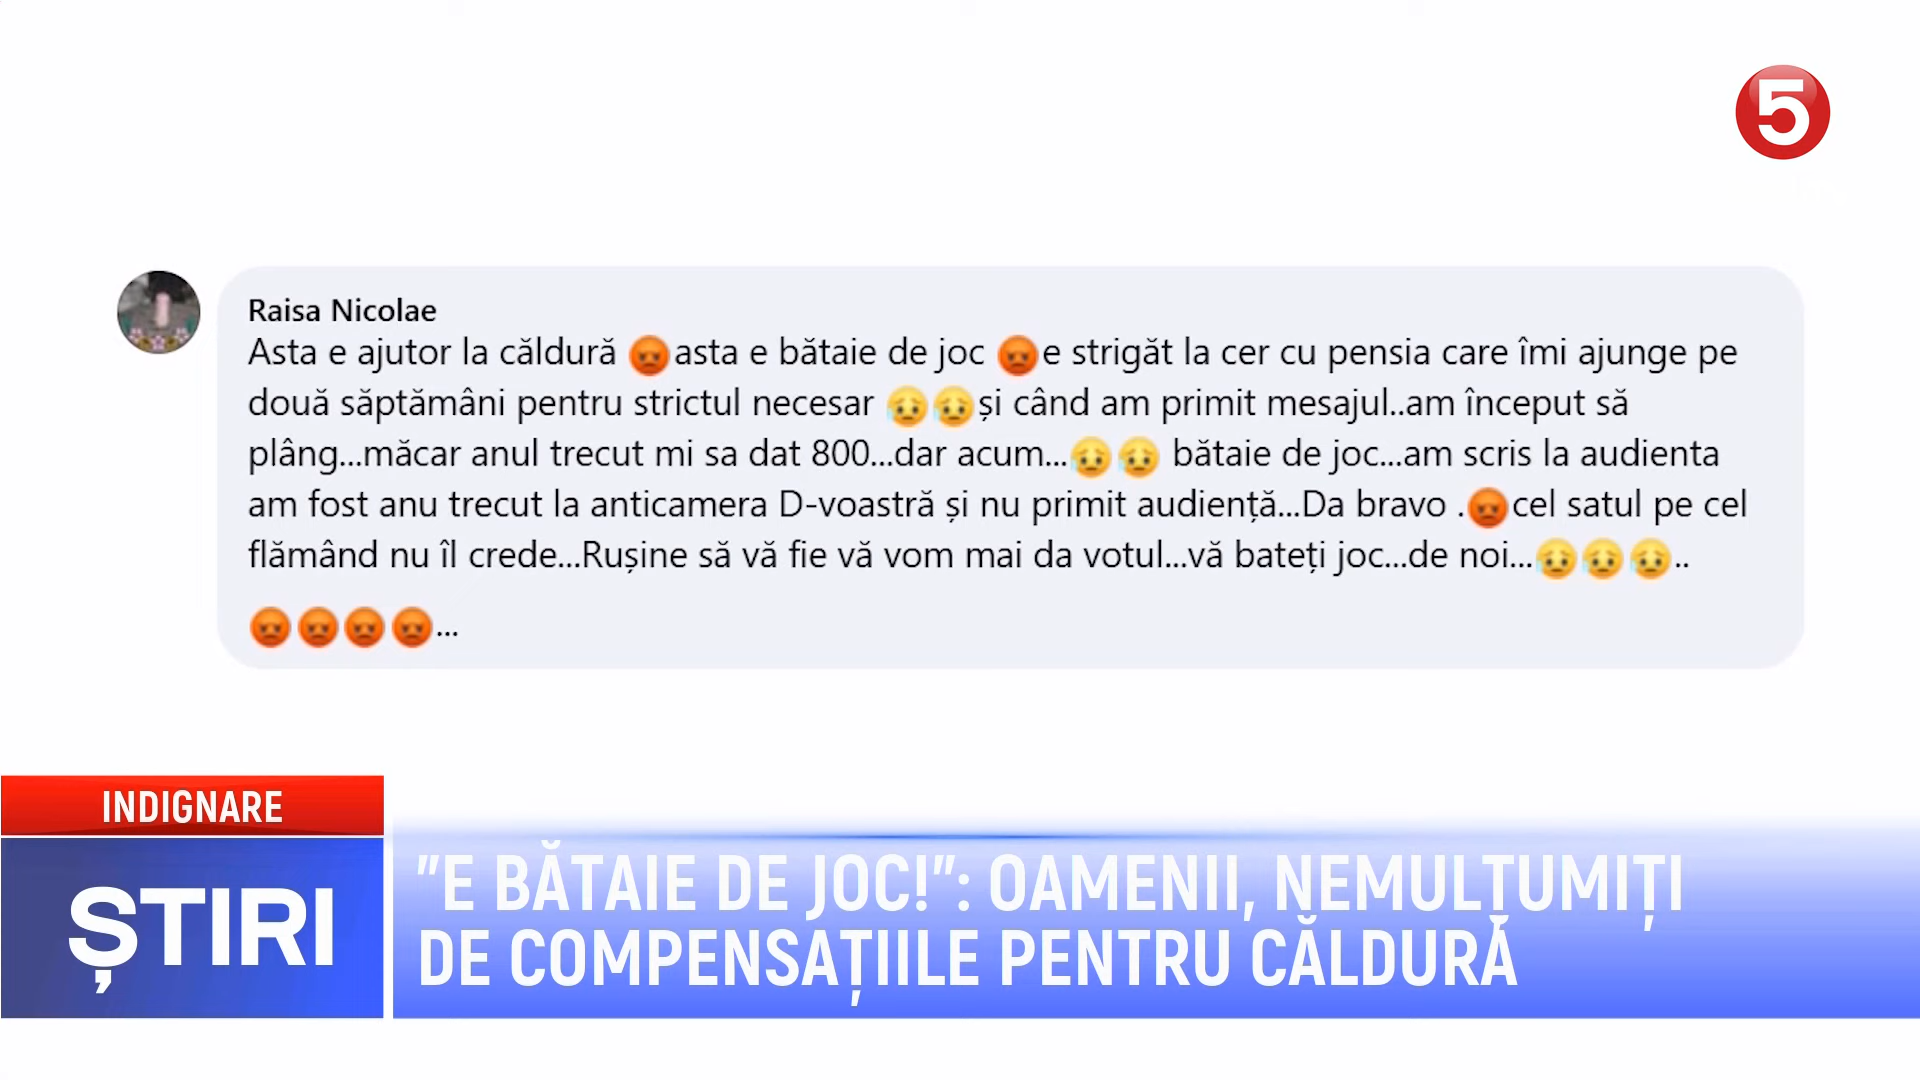 5
Raisa Nicolae
Asta e ajutor la căldură 😡asta e bătaie de joc 😡e strigăt la cer cu pensia care îmi ajunge pe
două săptămâni pentru strictul necesar 😥😥și când am primit mesajul..am început să
plâng...măcar anul trecut mi sa dat 800...dar acum...😥😥 bătaie de joc...am scris la audienta
am fost anu trecut la anticamera D-voastră și nu primit audiență...Da bravo .😡cel satul pe cel
flămând nu îl crede...Rușine să vă fie vă vom mai da votul...vă bateți joc...de noi...😥😥😥..
😡😡😡😡...
INDIGNARE
ȘTIRI
"E BĂTAIE DE JOC!": OAMENII, NEMULȚUMIȚI
DE COMPENSAȚIILE PENTRU CĂLDURĂ